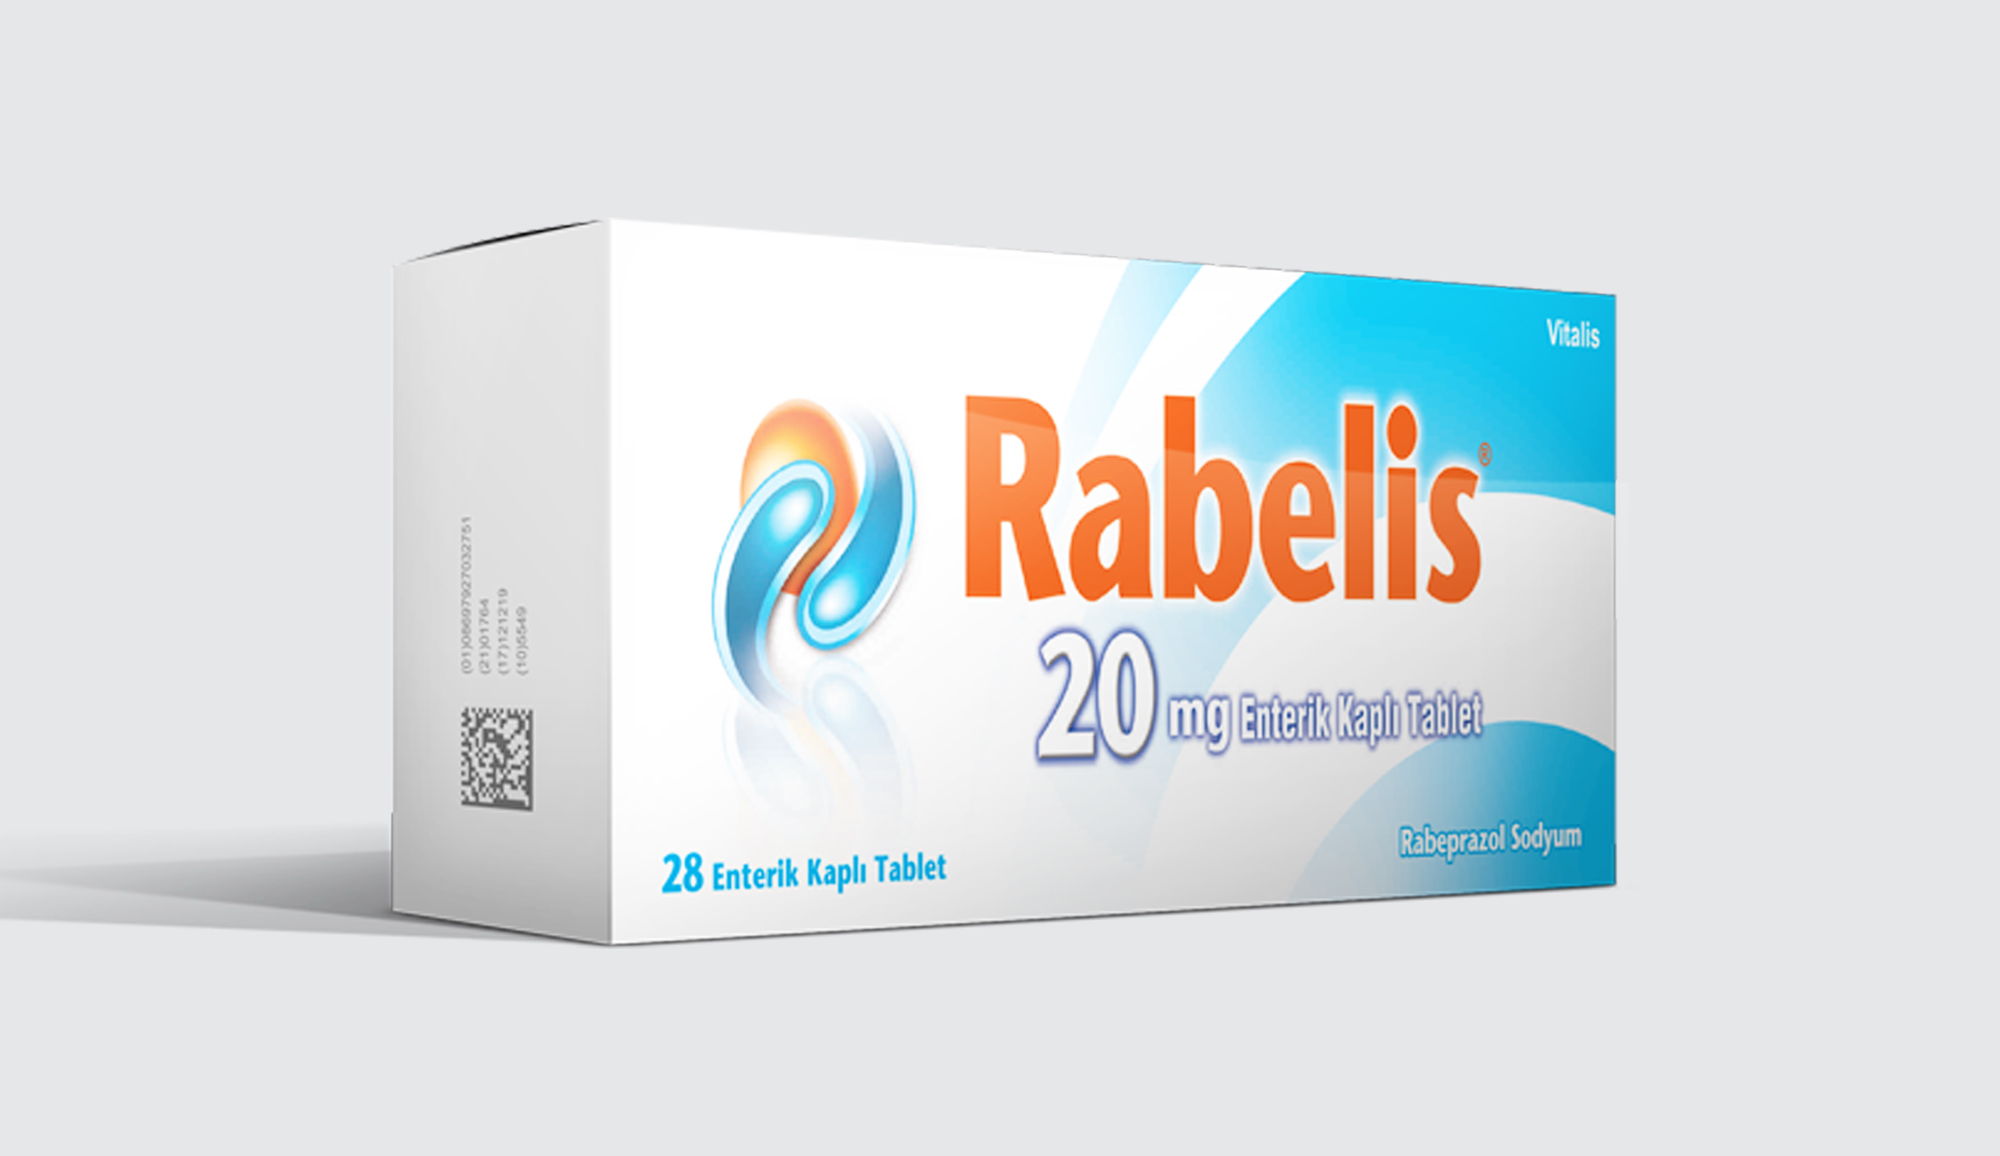 Vitalis
Rabelis®
20 mg Enterik Kaplı Tablet
Rabeprazol Sodyum
28 Enterik Kaplı Tablet
(01)08697927032751
(21)01764
(17)121219
(10)5549